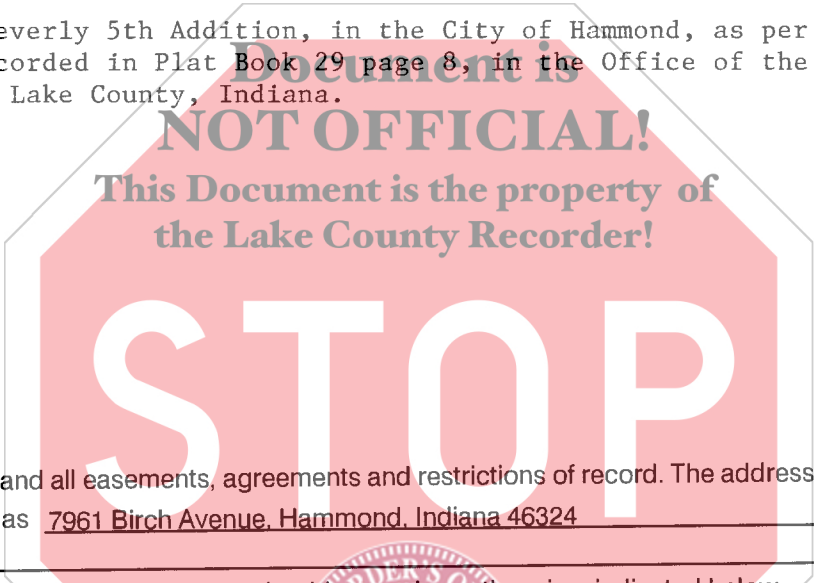 everly 5th Addition, in the City of Hammond, as per
corded in Plat Book 29 page 8, in the Office of the
Lake County, Indiana.
Document is
NOT OFFICIAL!
This Document is the property of
the Lake County Recorder!
STOP
and all easements, agreements and restrictions of record. The address
as 7961 Birch Avenue, Hammond, Indiana 46324
RDER'S O
indicated below